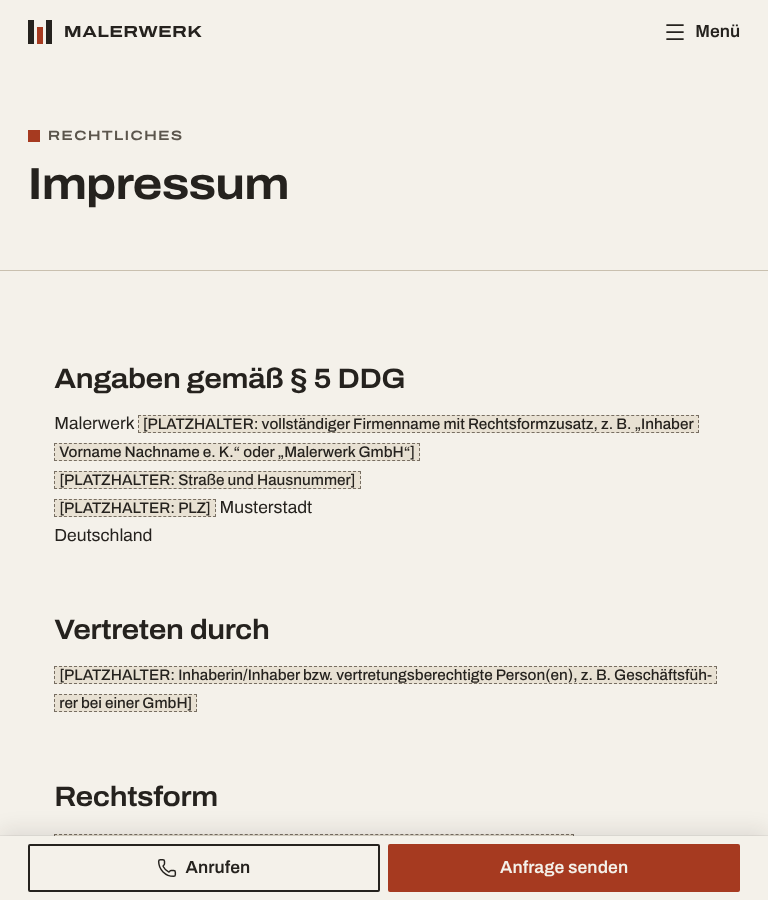 MALERWERK
Menü
RECHTLICHES
Impressum
Angaben gemäß § 5 DDG
Malerwerk [PLATZHALTER: vollständiger Firmenname mit Rechtsformzusatz, z. B. „Inhaber
Vorname Nachname e. K.“ oder „Malerwerk GmbH“]
[PLATZHALTER: Straße und Hausnummer]
[PLATZHALTER: PLZ] Musterstadt
Deutschland
Vertreten durch
[PLATZHALTER: Inhaberin/Inhaber bzw. vertretungsberechtigte Person(en), z. B. Geschäftsfüh-
rer bei einer GmbH]
Rechtsform
Anrufen
Anfrage senden